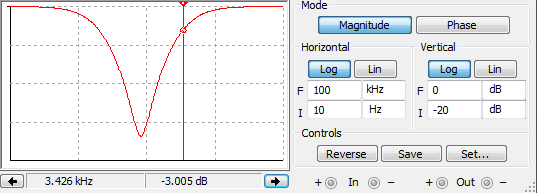 Mode
Magnitude Phase
Horizontal Vertical
Log Lin Log Lin
F 100 kHz F 0 dB
I 10 Hz I -20 dB
Controls
Reverse Save Set...
3.426 kHz -3.005 dB + In − + Out −